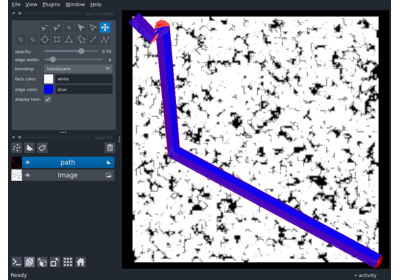 File View Plugins Window Help
opacity: 0.70
edge width: 4
blending: translucent
face color: white
edge color: blue
display text: ✓
path
Image
Ready
activity